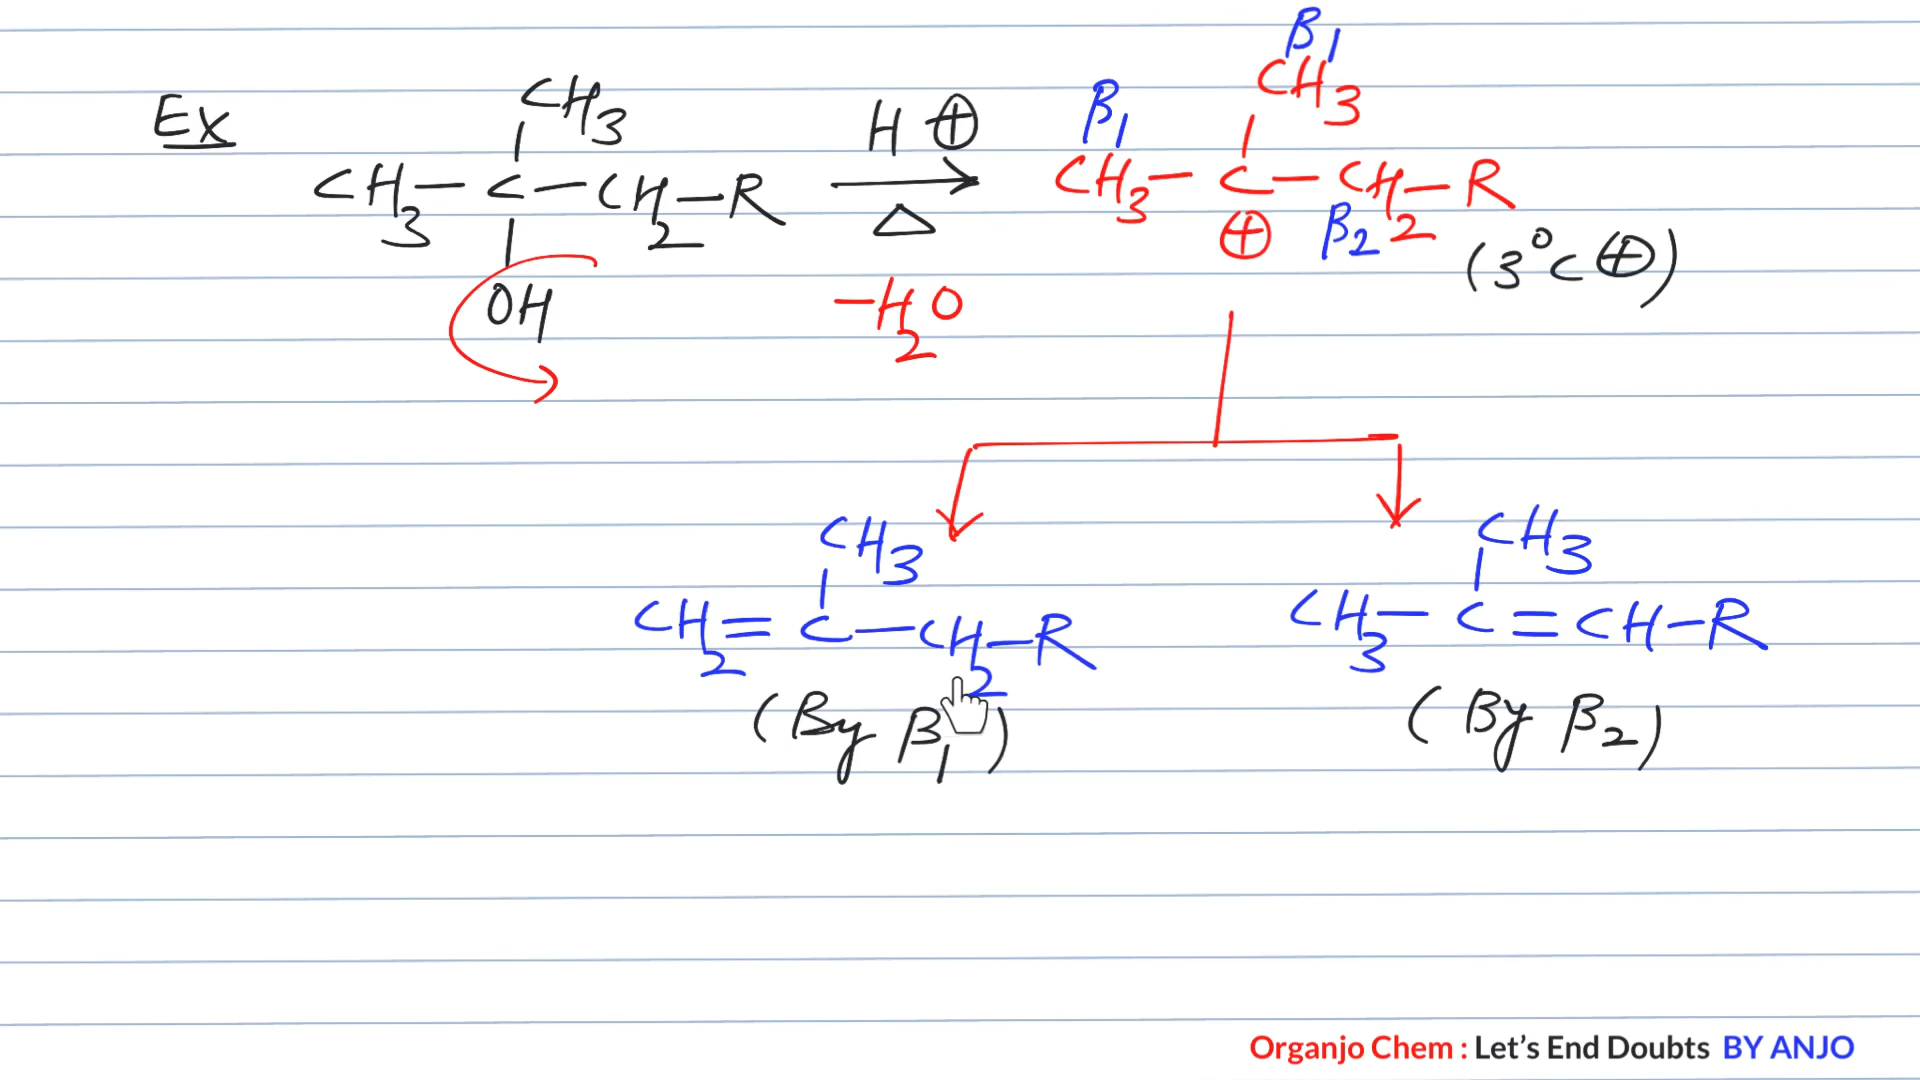 Ex
CH3
CH3 — C — CH2 — R
OH
H ⊕
Δ
−H2O
β1
CH3
β1
CH3 — C — CH2 — R
⊕ β2
(3° C ⊕)
CH3
CH2 = C — CH2 — R
(By β1)
CH3
CH3 — C = CH — R
(By β2)
Organjo Chem : Let's End Doubts BY ANJO